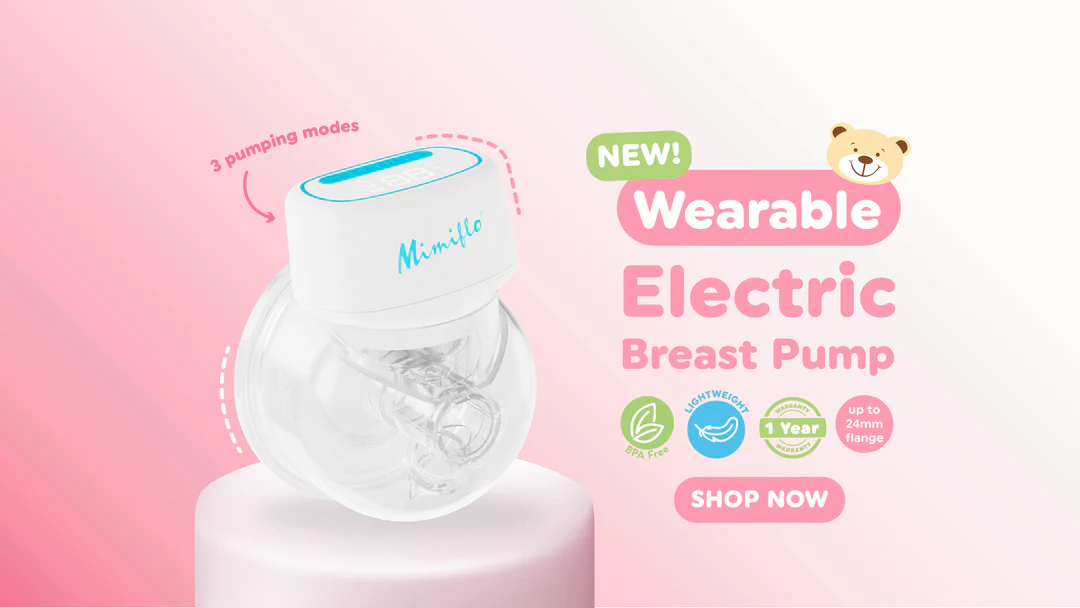 3 pumping modes
Mimiflo
NEW!
Wearable
Electric
Breast Pump
BPA Free
LIGHTWEIGHT
WARRANTY
1 Year
WARRANTY
up to
24mm
flange
SHOP NOW